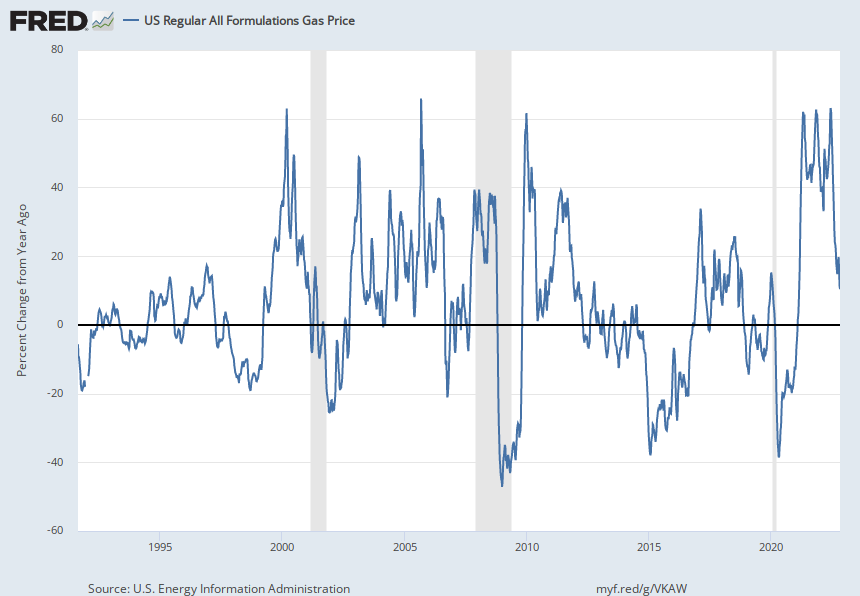 FRED
US Regular All Formulations Gas Price
Percent Change from Year Ago
80
60
40
20
0
-20
-40
-60
1995
2000
2005
2010
2015
2020
Source: U.S. Energy Information Administration
myf.red/g/VKAW